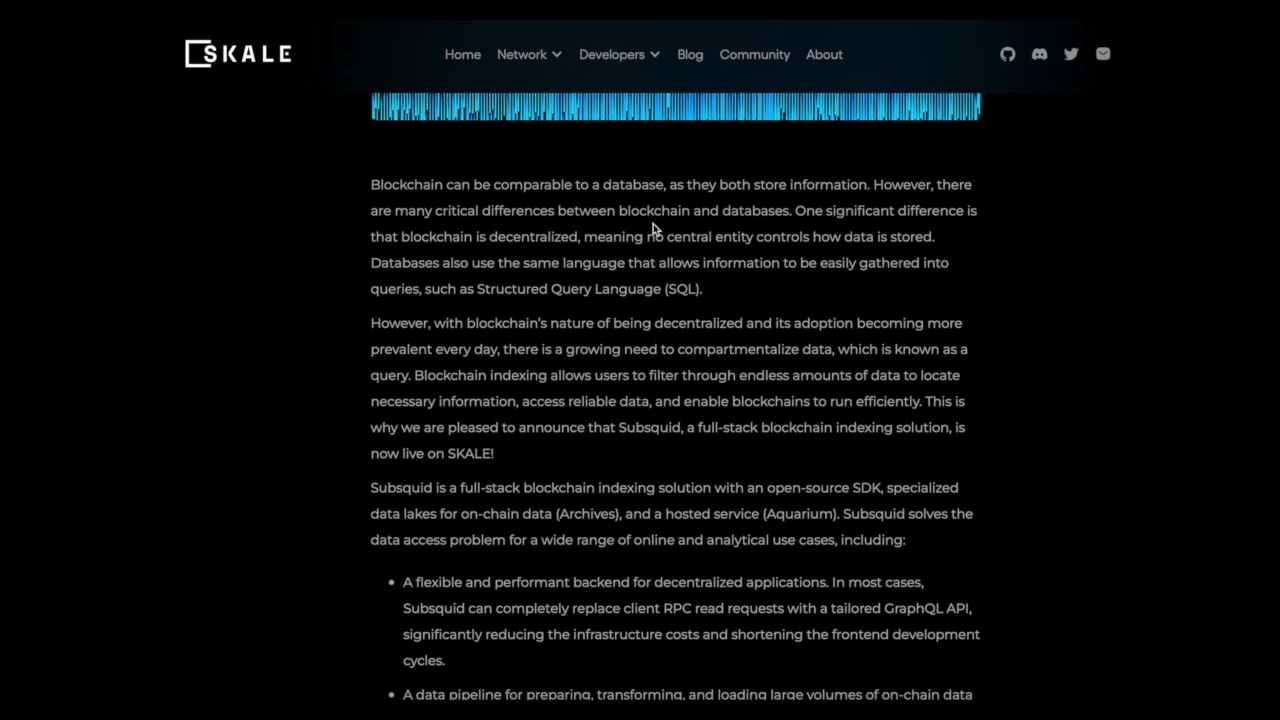 SKALE
Home Network Developers Blog Community About
Blockchain can be comparable to a database, as they both store information. However, there
are many critical differences between blockchain and databases. One significant difference is
that blockchain is decentralized, meaning no central entity controls how data is stored.
Databases also use the same language that allows information to be easily gathered into
queries, such as Structured Query Language (SQL).
However, with blockchain’s nature of being decentralized and its adoption becoming more
prevalent every day, there is a growing need to compartmentalize data, which is known as a
query. Blockchain indexing allows users to filter through endless amounts of data to locate
necessary information, access reliable data, and enable blockchains to run efficiently. This is
why we are pleased to announce that Subsquid, a full-stack blockchain indexing solution, is
now live on SKALE!
Subsquid is a full-stack blockchain indexing solution with an open-source SDK, specialized
data lakes for on-chain data (Archives), and a hosted service (Aquarium). Subsquid solves the
data access problem for a wide range of online and analytical use cases, including:
• A flexible and performant backend for decentralized applications. In most cases,
Subsquid can completely replace client RPC read requests with a tailored GraphQL API,
significantly reducing the infrastructure costs and shortening the frontend development
cycles.
• A data pipeline for preparing, transforming, and loading large volumes of on-chain data